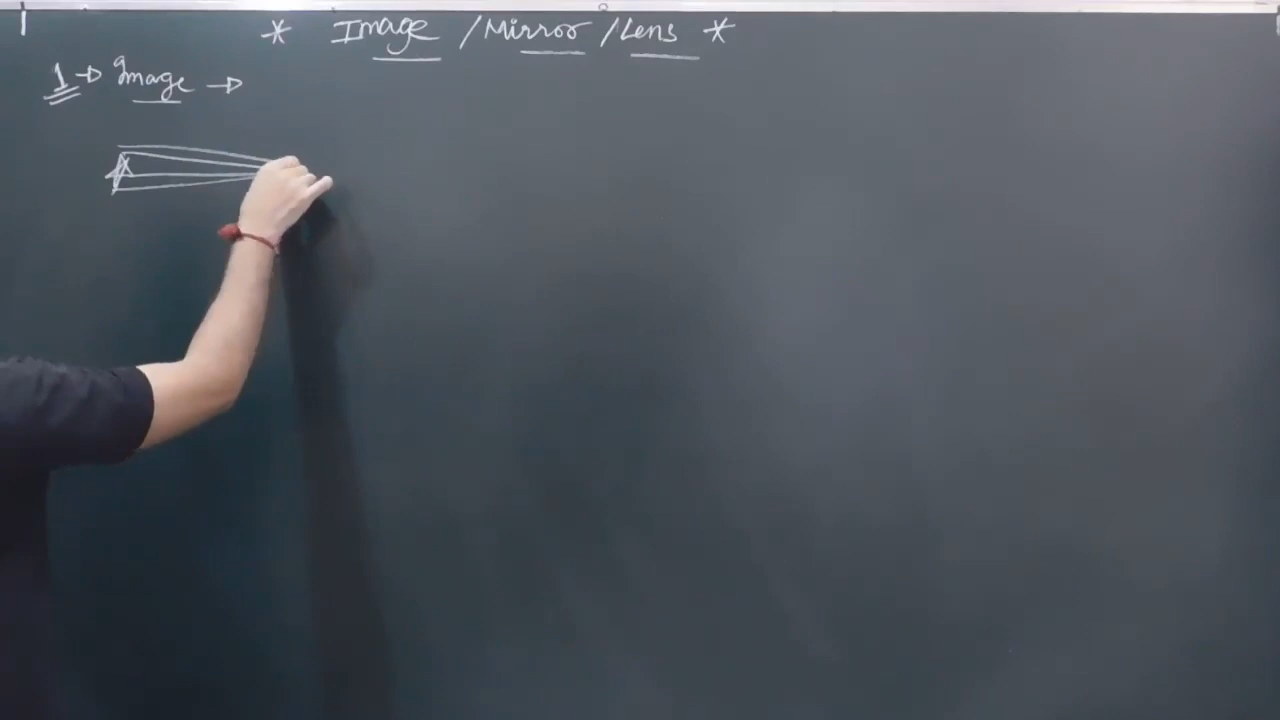 * Image / Mirror / Lens *
1 → Image →